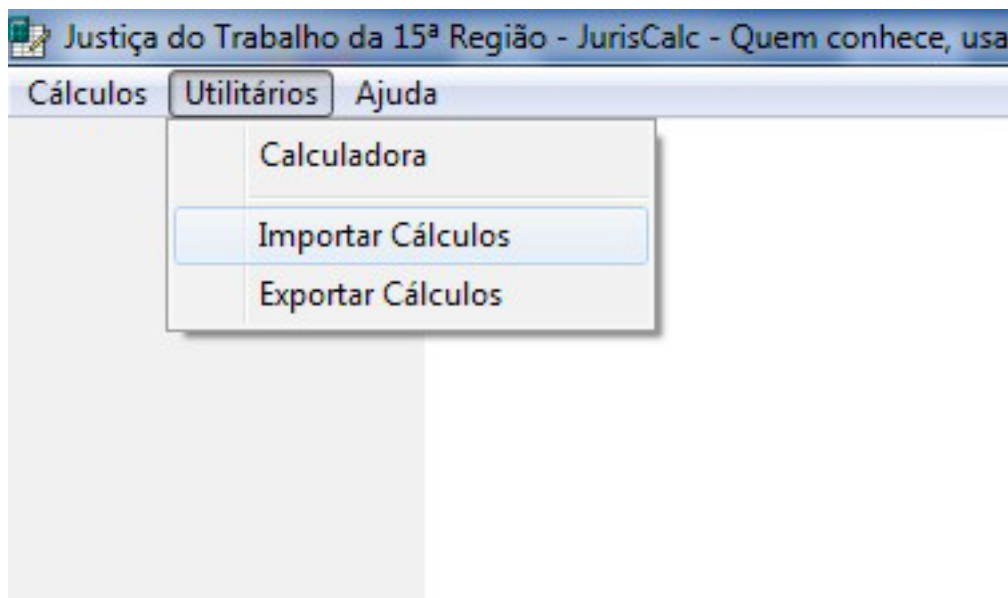 Justiça do Trabalho da 15ª Região - JurisCalc - Quem conhece, usa
Cálculos Utilitários Ajuda
Calculadora
Importar Cálculos
Exportar Cálculos